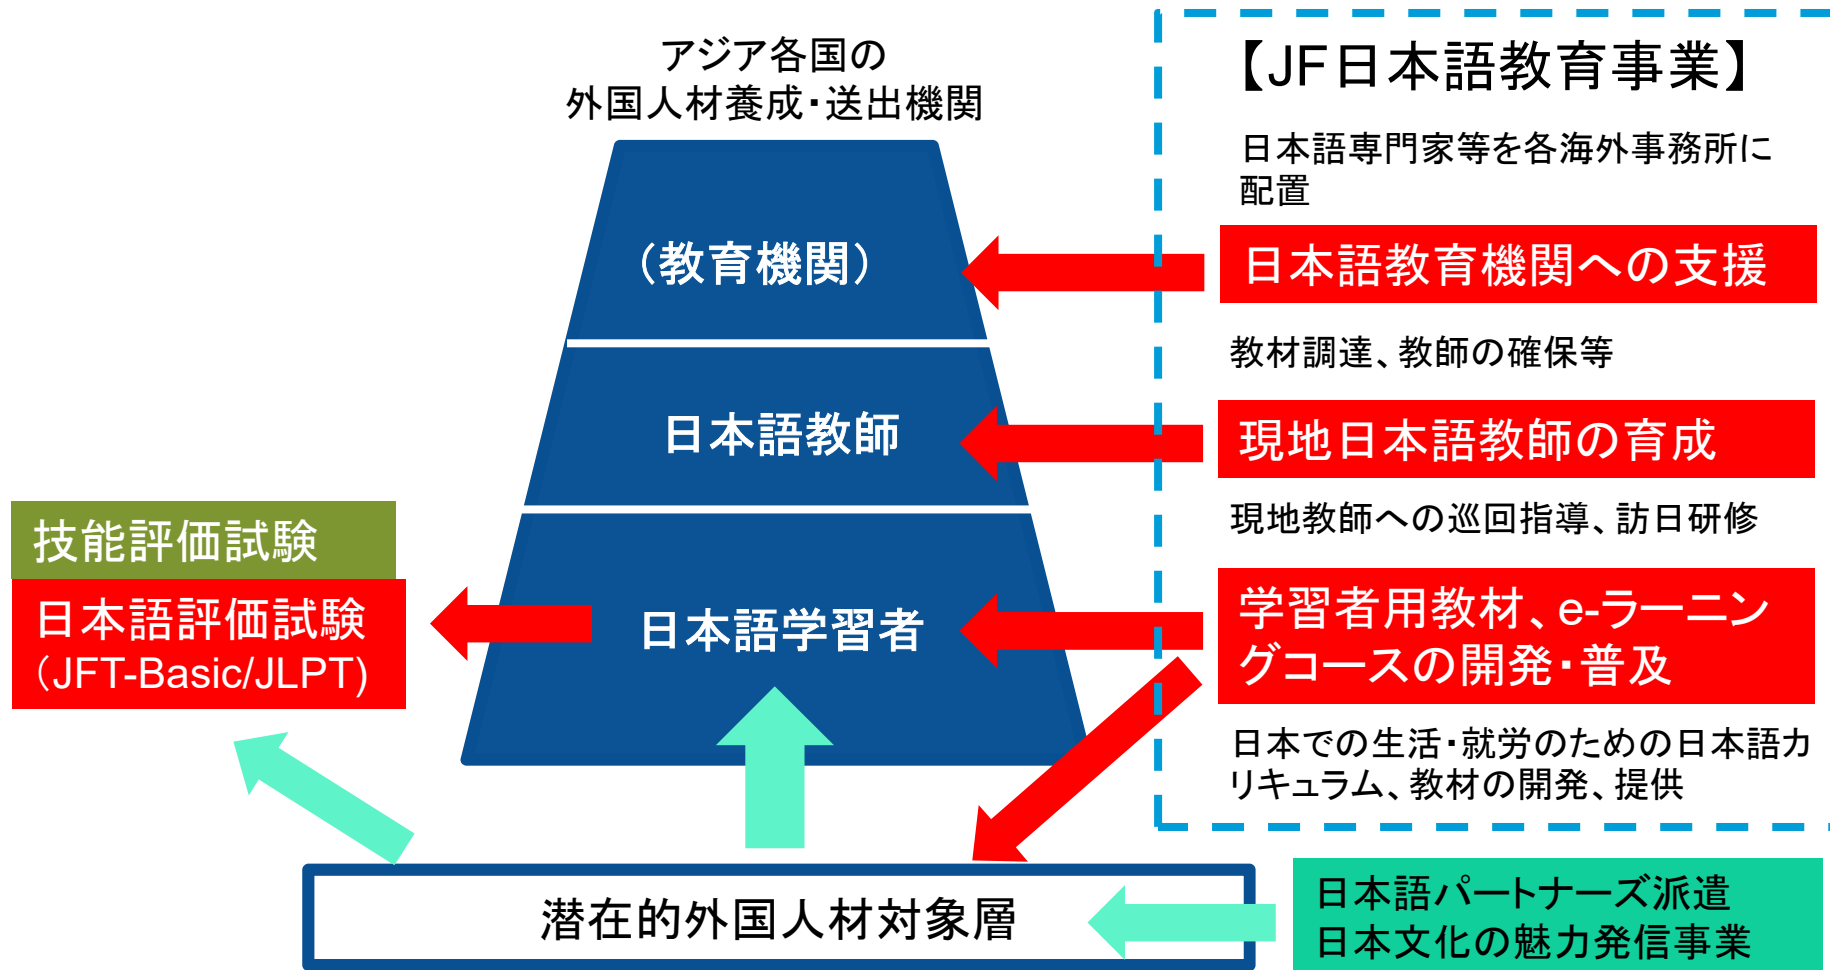 アジア各国の
外国人材養成・送出機関
（教育機関）
日本語教師
日本語学習者
技能評価試験
日本語評価試験
（JFT-Basic/JLPT)
潜在的外国人材対象層
【JF日本語教育事業】
日本語専門家等を各海外事務所に
配置
日本語教育機関への支援
教材調達、教師の確保等
現地日本語教師の育成
現地教師への巡回指導、訪日研修
学習者用教材、e-ラーニン
グコースの開発・普及
日本での生活・就労のための日本語カ
リキュラム、教材の開発、提供
日本語パートナーズ派遣
日本文化の魅力発信事業